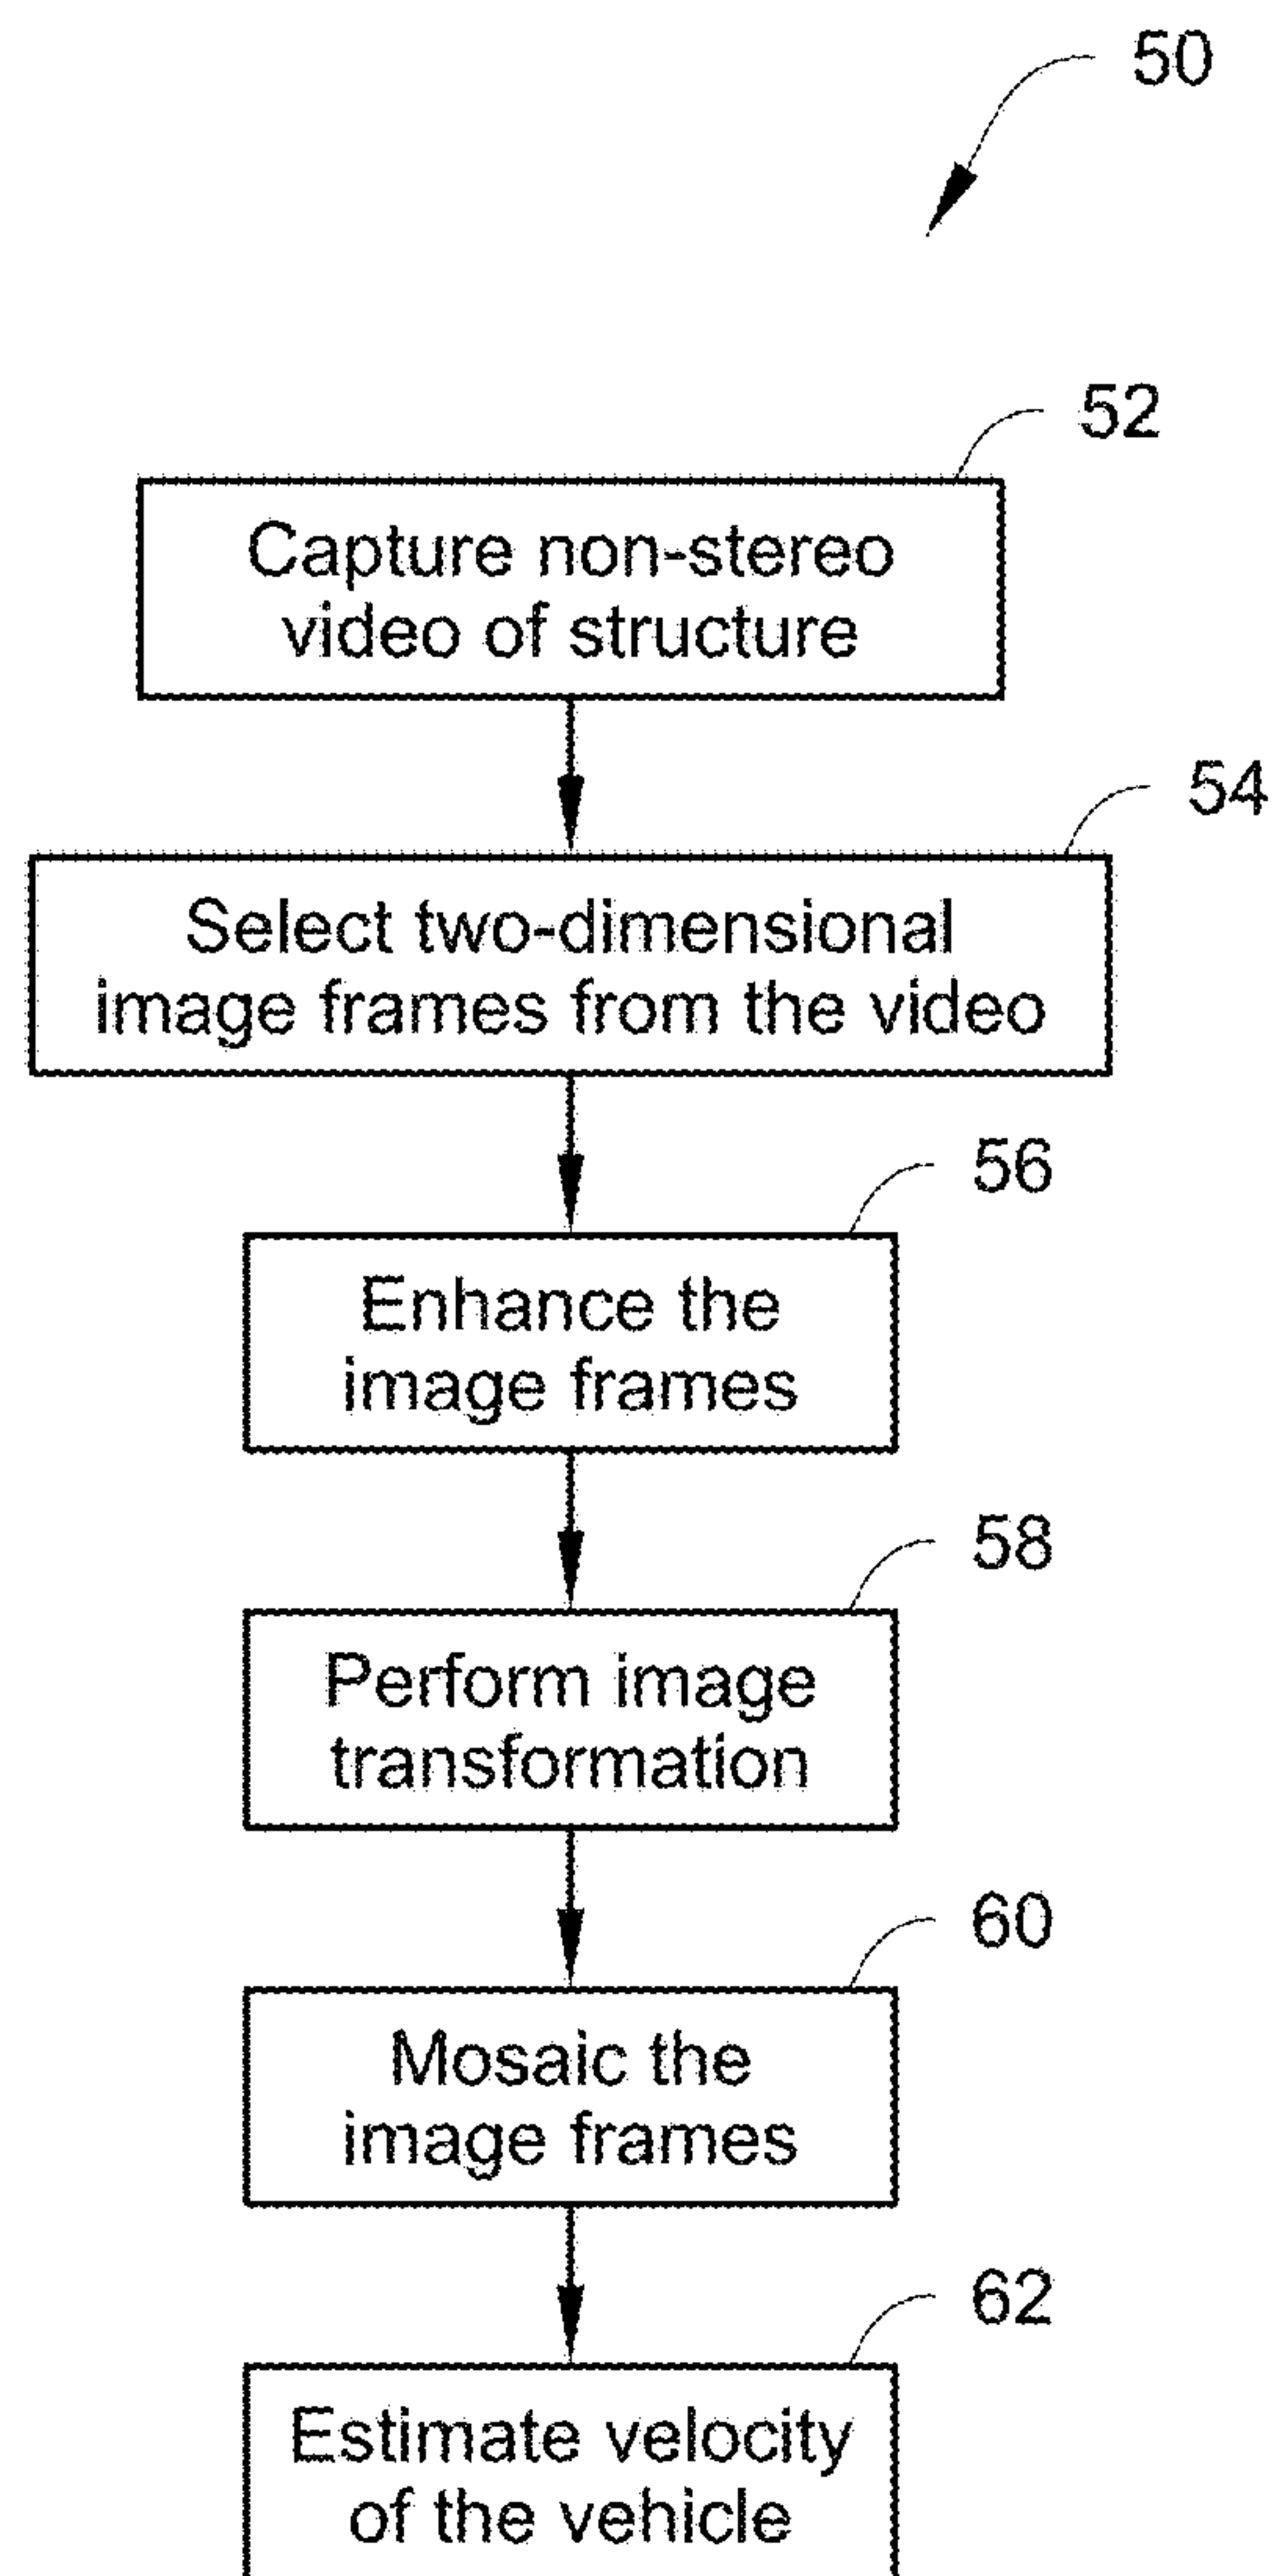 50
52
Capture non-stereo
video of structure
54
Select two-dimensional
image frames from the video
56
Enhance the
image frames
58
Perform image
transformation
60
Mosaic the
image frames
62
Estimate velocity
of the vehicle